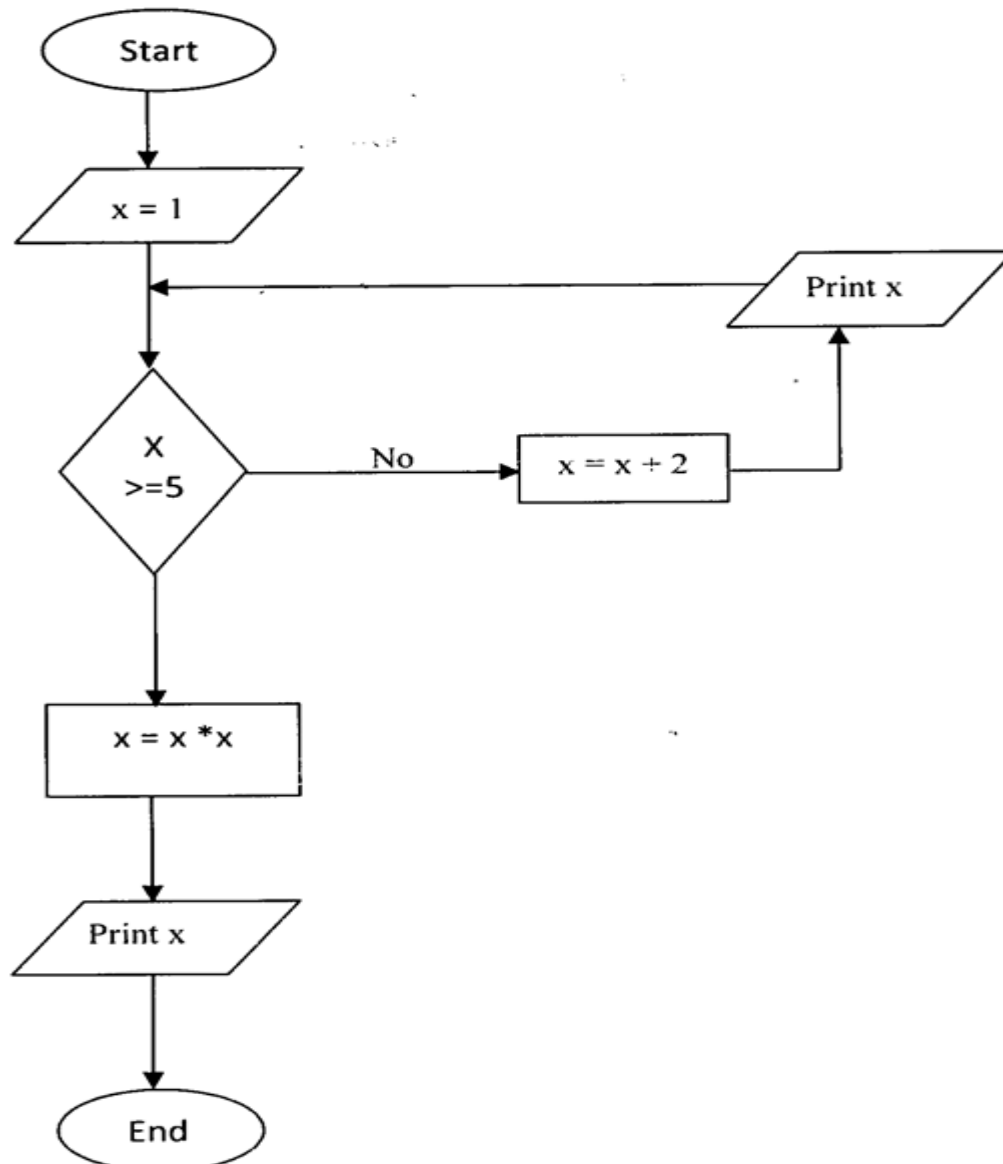 Start
x = 1
Print x
X
>=5
No
x = x + 2
x = x *x
Print x
End